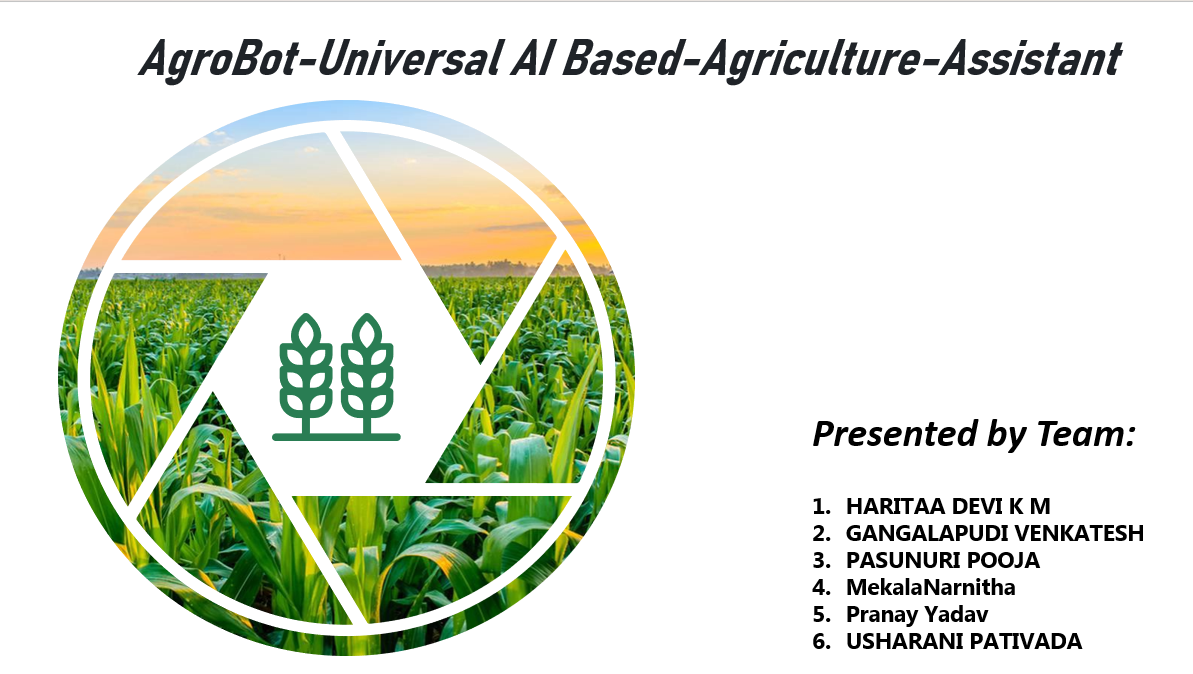 AgroBot-Universal AI Based-Agriculture-Assistant
Presented by Team:
1. HARITAA DEVI K M
2. GANGALAPUDI VENKATESH
3. PASUNURI POOJA
4. MekalaNarnitha
5. Pranay Yadav
6. USHARANI PATIVADA